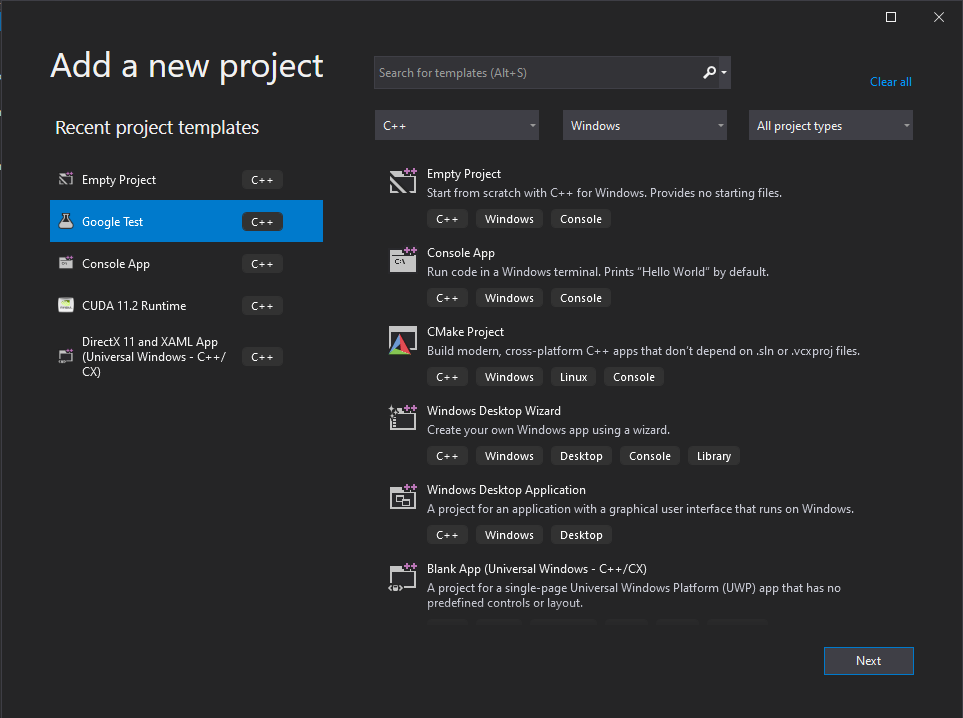 Add a new project
Search for templates (Alt+S)
Clear all
Recent project templates
C++
Windows
All project types
Empty Project
C++
Google Test
C++
Console App
C++
CUDA 11.2 Runtime
C++
DirectX 11 and XAML App
(Universal Windows - C++/
CX)
C++
Empty Project
Start from scratch with C++ for Windows. Provides no starting files.
C++ Windows Console
Console App
Run code in a Windows terminal. Prints "Hello World" by default.
C++ Windows Console
CMake Project
Build modern, cross-platform C++ apps that don't depend on .sln or .vcxproj files.
C++ Windows Linux Console
Windows Desktop Wizard
Create your own Windows app using a wizard.
C++ Windows Desktop Console Library
Windows Desktop Application
A project for an application with a graphical user interface that runs on Windows.
C++ Windows Desktop
Blank App (Universal Windows - C++/CX)
A project for a single-page Universal Windows Platform (UWP) app that has no
predefined controls or layout.
Next